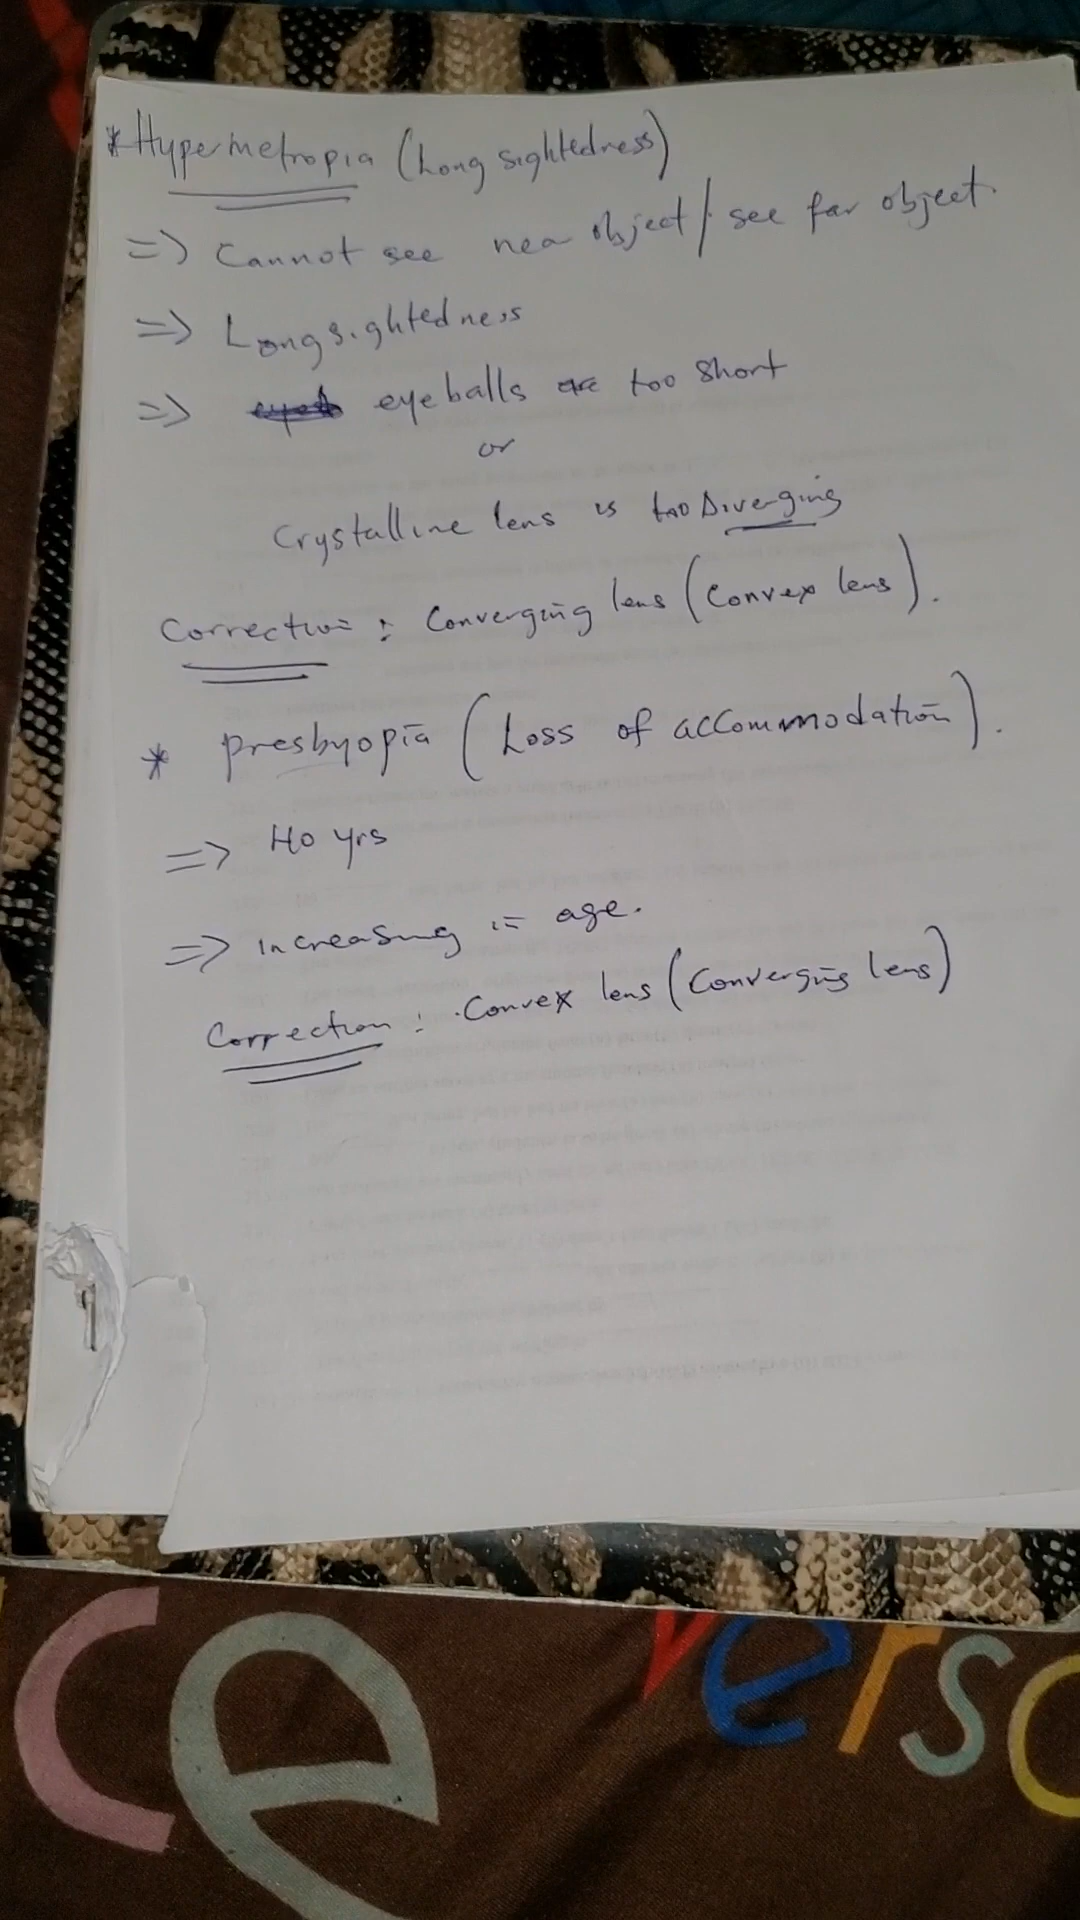 * Hypermetropia (Long sightedness)
=> Cannot see near object / see far object.
=> Longsightedness
=> eyeballs are too short
or
Crystalline lens is too Diverging
Correction : Converging lens (Convex lens).
* Presbyopia (Loss of accommodation).
=> 40 yrs
=> increasing in age.
Correction : Convex lens (Converging lens)
ce verso